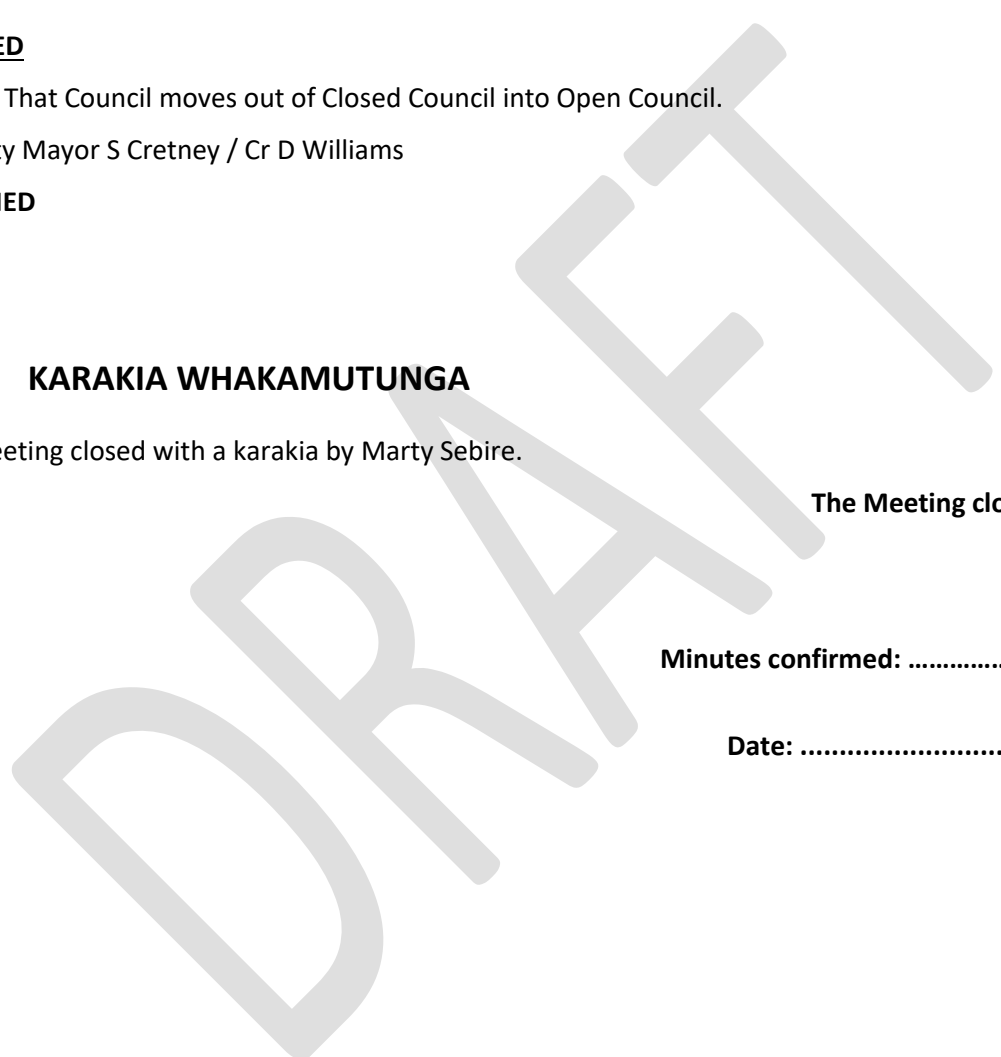 ED
That Council moves out of Closed Council into Open Council.
ty Mayor S Cretney / Cr D Williams
IED
KARAKIA WHAKAMUTUNGA
eeting closed with a karakia by Marty Sebire.
The Meeting clo
Minutes confirmed: ……………
Date: ..........................
DRAFT